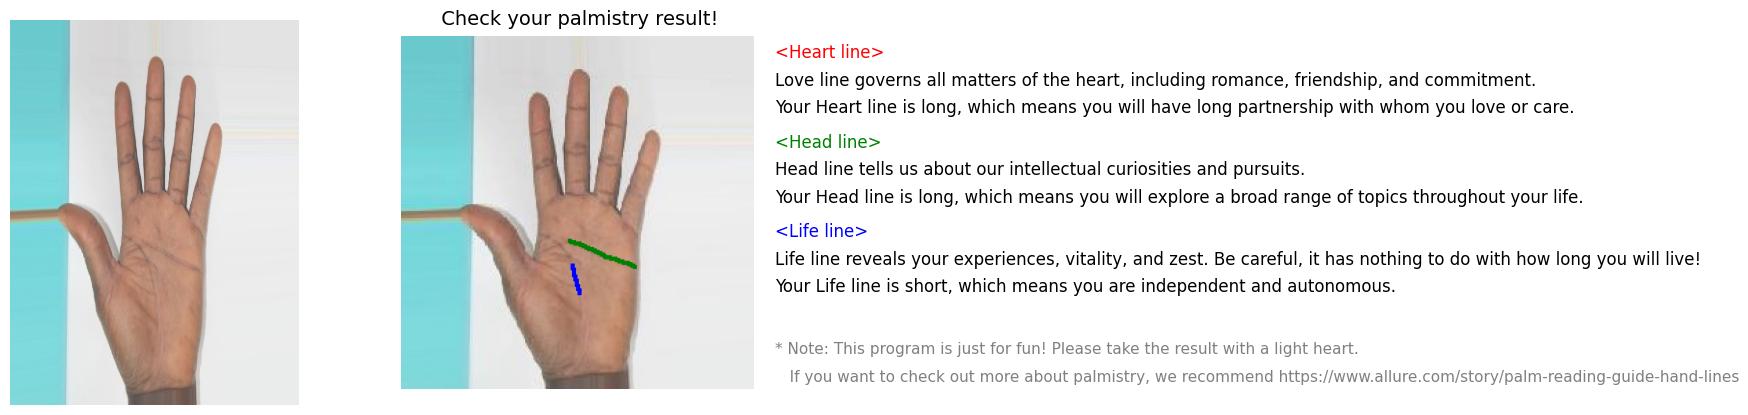 Check your palmistry result!
<Heart line>
Love line governs all matters of the heart, including romance, friendship, and commitment.
Your Heart line is long, which means you will have long partnership with whom you love or care.
<Head line>
Head line tells us about our intellectual curiosities and pursuits.
Your Head line is long, which means you will explore a broad range of topics throughout your life.
<Life line>
Life line reveals your experiences, vitality, and zest. Be careful, it has nothing to do with how long you will live!
Your Life line is short, which means you are independent and autonomous.
* Note: This program is just for fun! Please take the result with a light heart.
If you want to check out more about palmistry, we recommend https://www.allure.com/story/palm-reading-guide-hand-lines